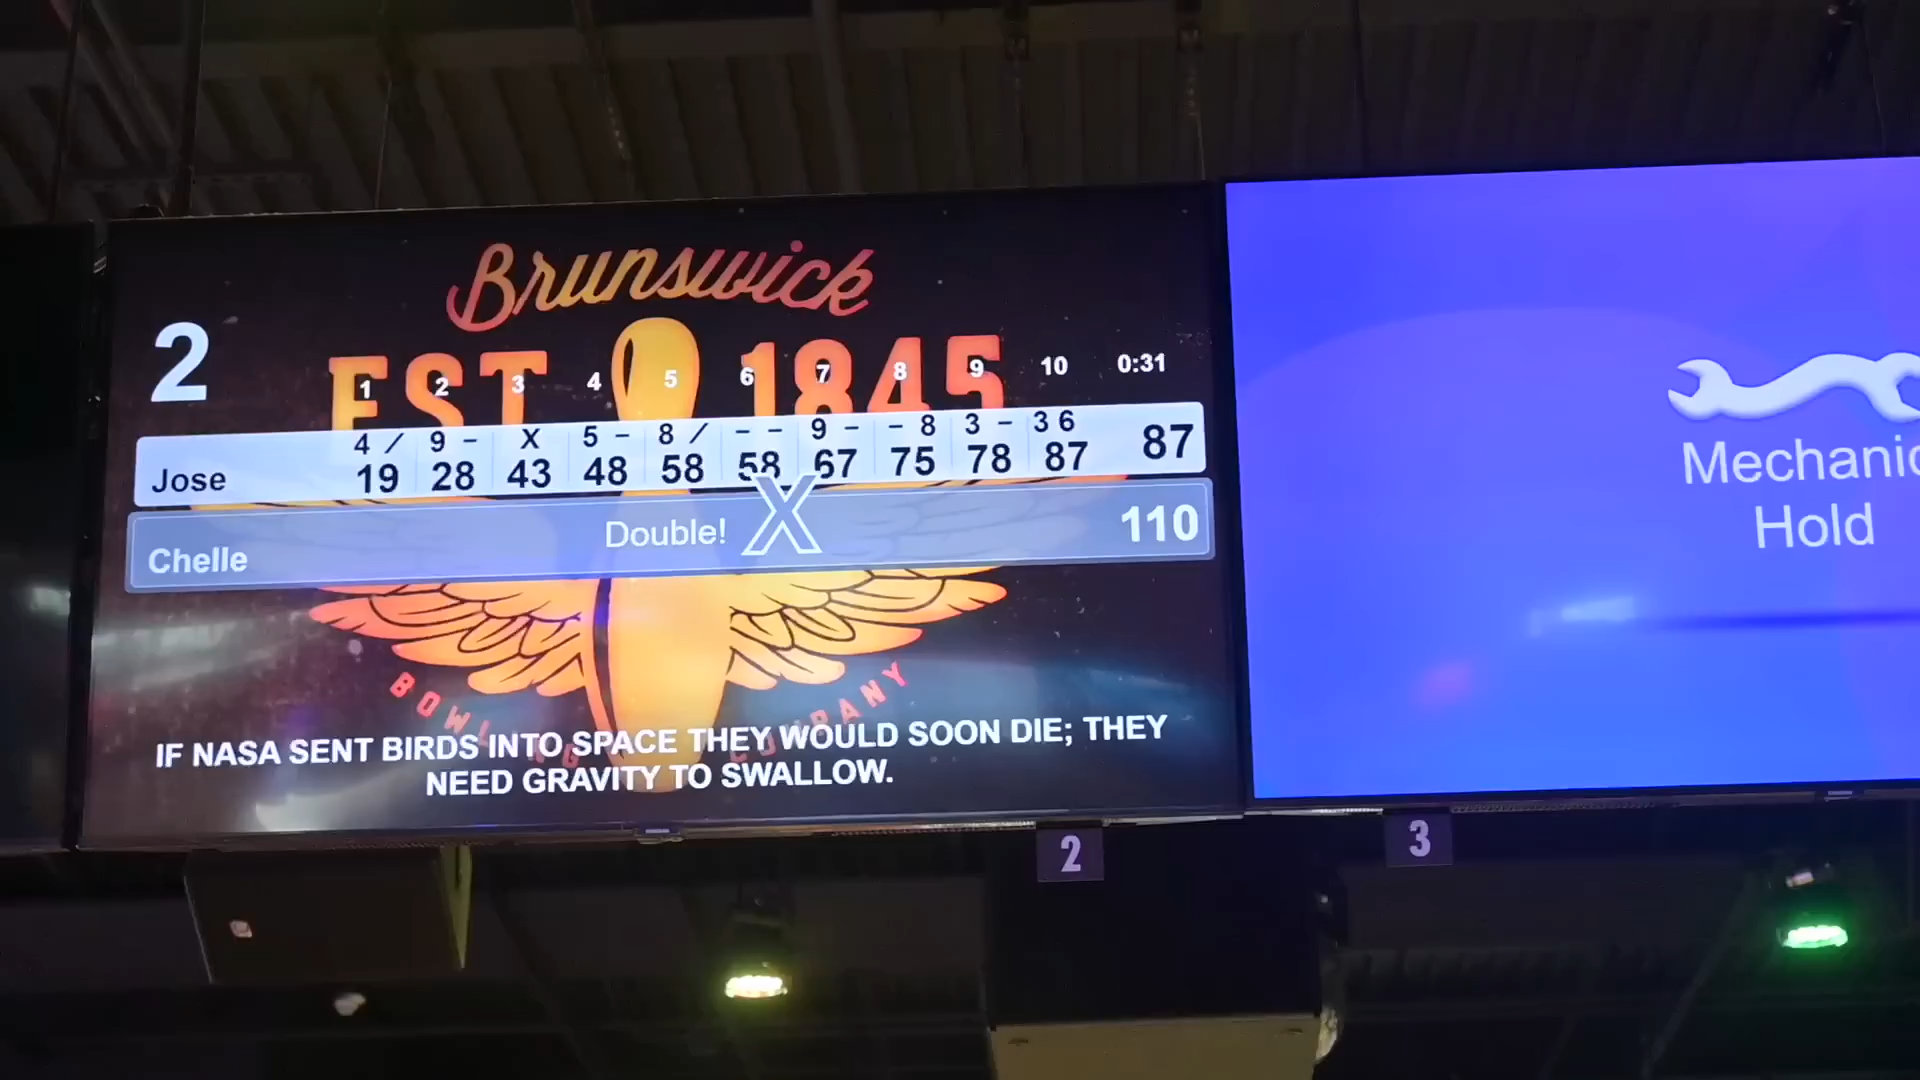 Brunswick
EST 1845
2
1 2 3 4 5 6 7 8 9 10 0:31
4 / 9 - X 5 - 8 / - - 9 - - 8 3 - 3 6
Jose 19 28 43 48 58 58 67 75 78 87 87
Chelle Double! X 110
BOWLING COMPANY
IF NASA SENT BIRDS INTO SPACE THEY WOULD SOON DIE; THEY
NEED GRAVITY TO SWALLOW.
Mechanic
Hold
2
3